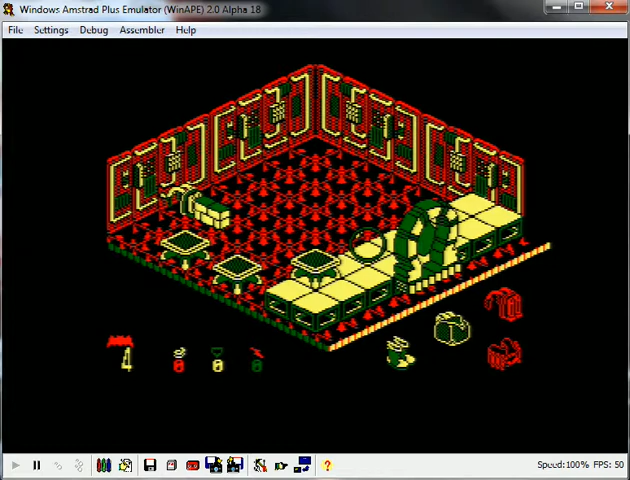 Windows Amstrad Plus Emulator (WinAPE) 2.0 Alpha 18
File Settings Debug Assembler Help
4
0 0 0
Speed:100% FPS: 50